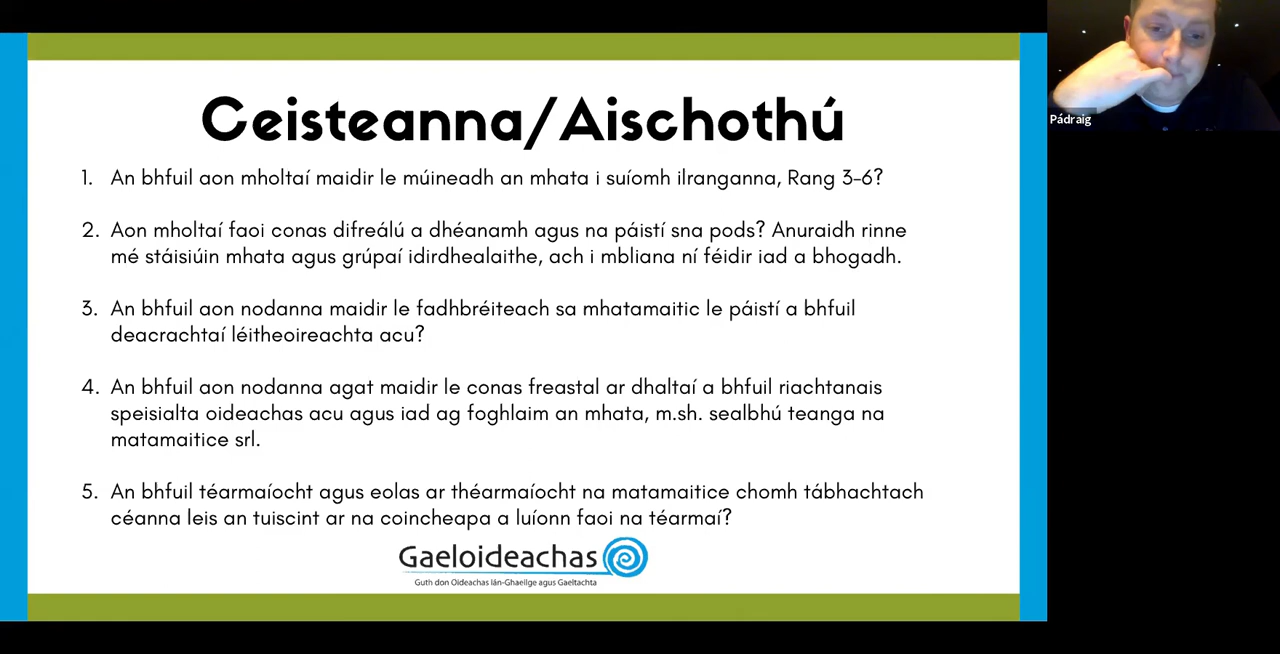 Ceisteanna/Aischothú
1. An bhfuil aon mholtaí maidir le múineadh an mhata i suíomh ilranganna, Rang 3-6?
2. Aon mholtaí faoi conas difreálú a dhéanamh agus na páistí sna pods? Anuraidh rinne
mé stáisiúin mhata agus grúpaí idirdhealaithe, ach i mbliana ní féidir iad a bhogadh.
3. An bhfuil aon nodanna maidir le fadhbréiteach sa mhatamaitic le páistí a bhfuil
deacrachtaí léitheoireachta acu?
4. An bhfuil aon nodanna agat maidir le conas freastal ar dhaltaí a bhfuil riachtanais
speisialta oideachas acu agus iad ag foghlaim an mhata, m.sh. sealbhú teanga na
matamaitice srl.
5. An bhfuil téarmaíocht agus eolas ar théarmaíocht na matamaitice chomh tábhachtach
céanna leis an tuiscint ar na coincheapa a luíonn faoi na téarmaí?
Gaeloideachas
Guth don Oideachas lán-Ghaeilge agus Gaeltachta
Pádraig